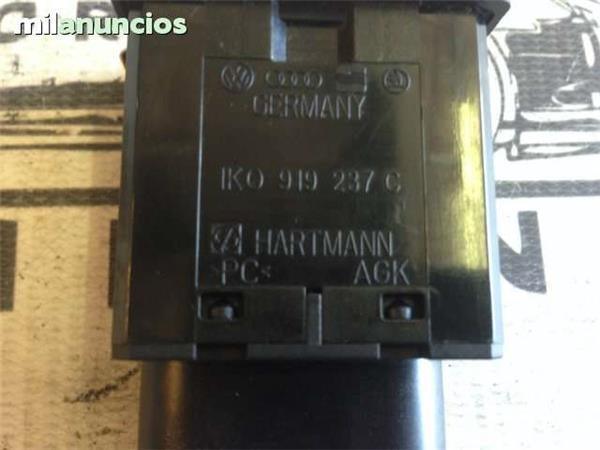 milanuncios
GERMANY
1K0 919 237 C
HARTMANN
>PC< AGK